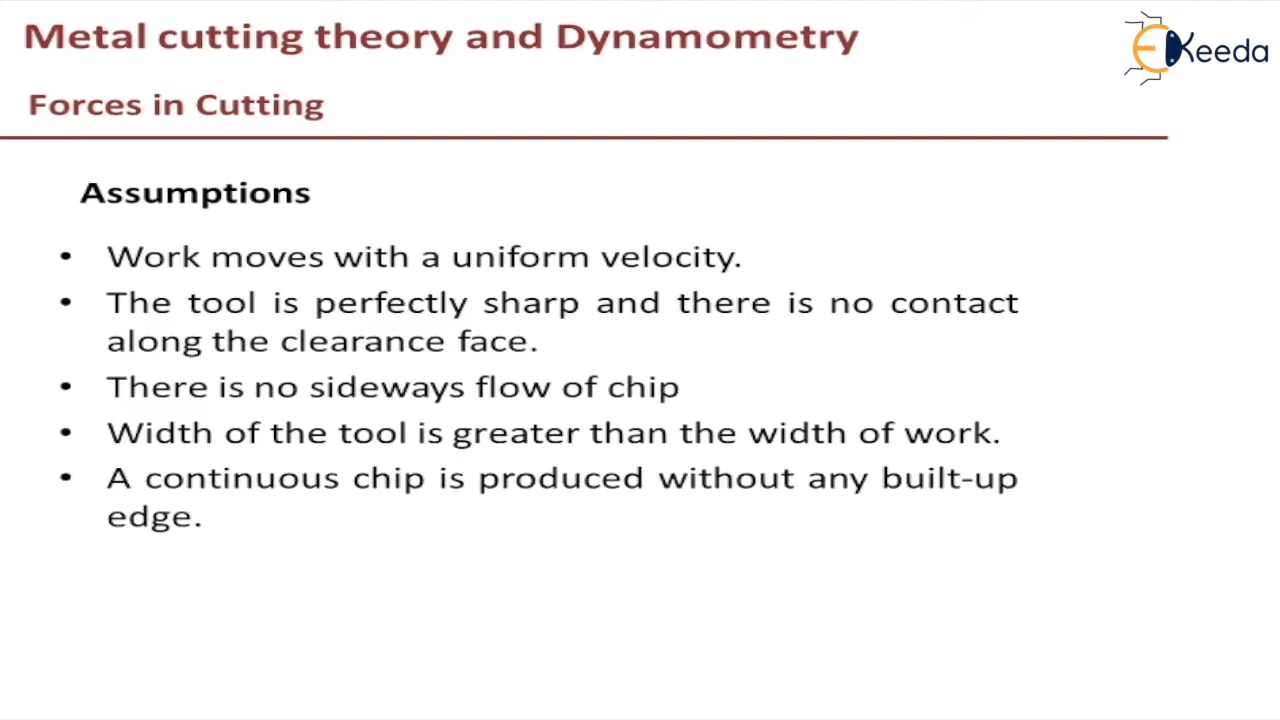 Metal cutting theory and Dynamometry
EKeeda
Forces in Cutting
Assumptions
• Work moves with a uniform velocity.
• The tool is perfectly sharp and there is no contact
along the clearance face.
• There is no sideways flow of chip
• Width of the tool is greater than the width of work.
• A continuous chip is produced without any built-up
edge.